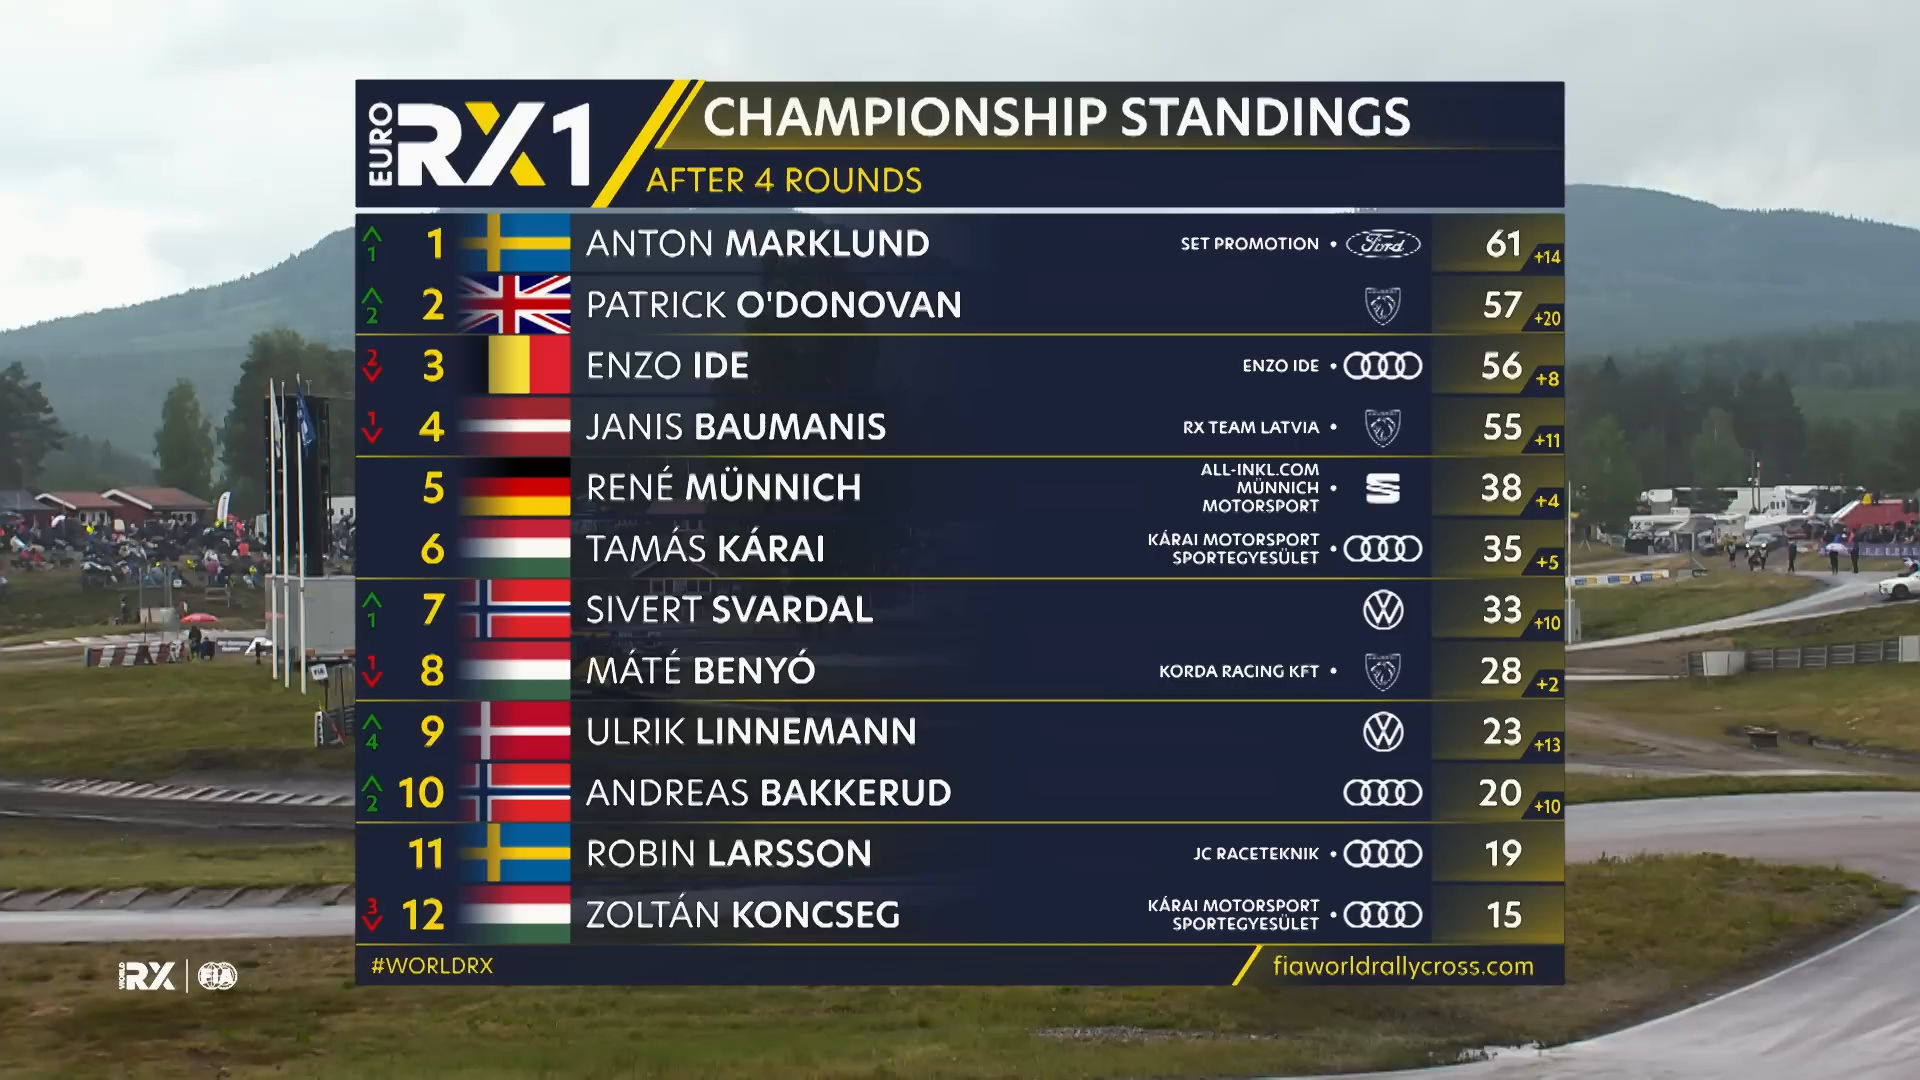 EURO RX1
CHAMPIONSHIP STANDINGS
AFTER 4 ROUNDS
1 1 ANTON MARKLUND SET PROMOTION • Ford 61 +14
2 2 PATRICK O'DONOVAN PEUGEOT 57 +20
2 3 ENZO IDE ENZO IDE • 56 +8
1 4 JANIS BAUMANIS RX TEAM LATVIA • PEUGEOT 55 +11
5 RENÉ MÜNNICH ALL-INKL.COM
MÜNNICH •
MOTORSPORT
38 +4
6 TAMÁS KÁRAI KÁRAI MOTORSPORT
SPORTEGYESÜLET •
35 +5
1 7 SIVERT SVARDAL 33 +10
1 8 MÁTÉ BENYÓ KORDA RACING KFT • PEUGEOT 28 +2
4 9 ULRIK LINNEMANN 23 +13
2 10 ANDREAS BAKKERUD 20 +10
11 ROBIN LARSSON JC RACETEKNIK • 19
3 12 ZOLTÁN KONCSEG KÁRAI MOTORSPORT
SPORTEGYESÜLET •
15
#WORLDRX
fiaworldrallycross.com
WORLD RX FIA